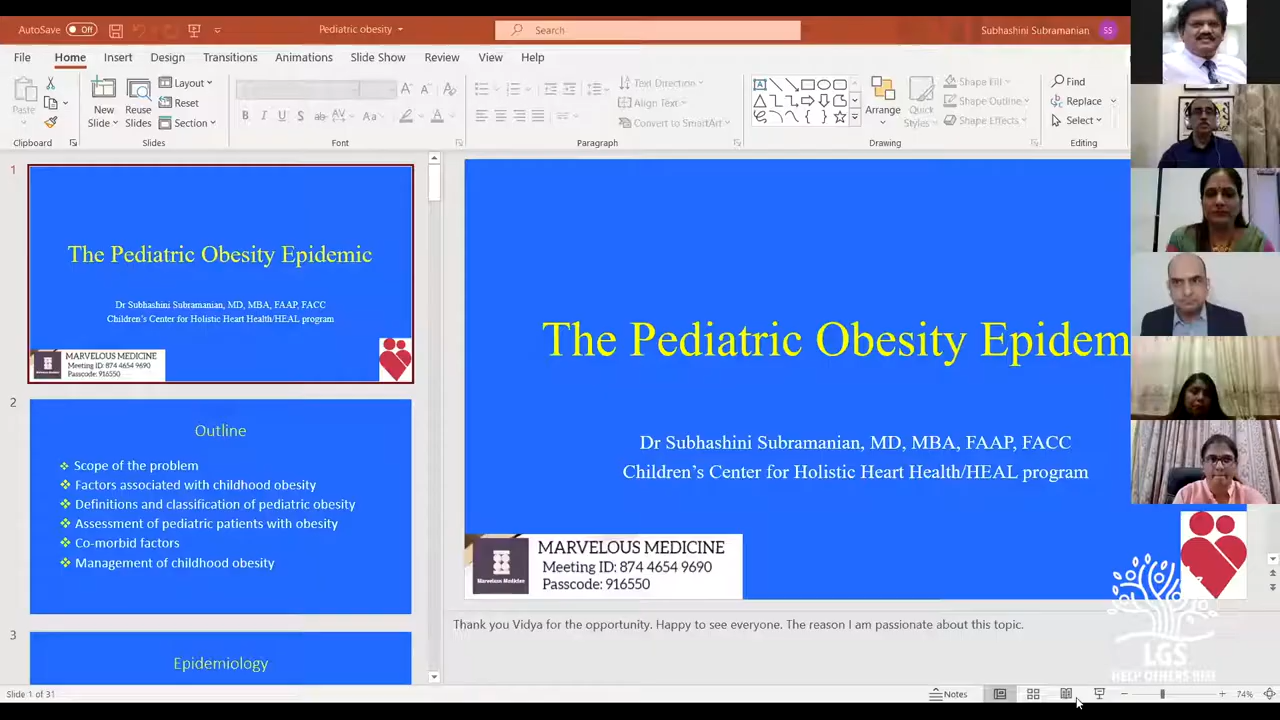 AutoSave Off
Pediatric obesity
Search
Subhashini Subramanian SS
File Home Insert Design Transitions Animations Slide Show Review View Help
Paste
New Slide
Reuse Slides
Layout
Reset
Section
B I U S ab AV Aa A
Text Direction
Align Text
Convert to SmartArt
Arrange
Quick Styles
Shape Fill
Shape Outline
Shape Effects
Find
Replace
Select
Clipboard Slides Font Paragraph Drawing Editing
1
The Pediatric Obesity Epidemic
Dr Subhashini Subramanian, MD, MBA, FAAP, FACC
Children's Center for Holistic Heart Health/HEAL program
MARVELOUS MEDICINE
Meeting ID: 874 4654 9690
Passcode: 916550
2
Outline
Scope of the problem
Factors associated with childhood obesity
Definitions and classification of pediatric obesity
Assessment of pediatric patients with obesity
Co-morbid factors
Management of childhood obesity
3
Epidemiology
The Pediatric Obesity Epidem
Dr Subhashini Subramanian, MD, MBA, FAAP, FACC
Children's Center for Holistic Heart Health/HEAL program
Marvelous Medicine
MARVELOUS MEDICINE
Meeting ID: 874 4654 9690
Passcode: 916550
Thank you Vidya for the opportunity. Happy to see everyone. The reason I am passionate about this topic.
LGS
Slide 1 of 31
Notes
74%